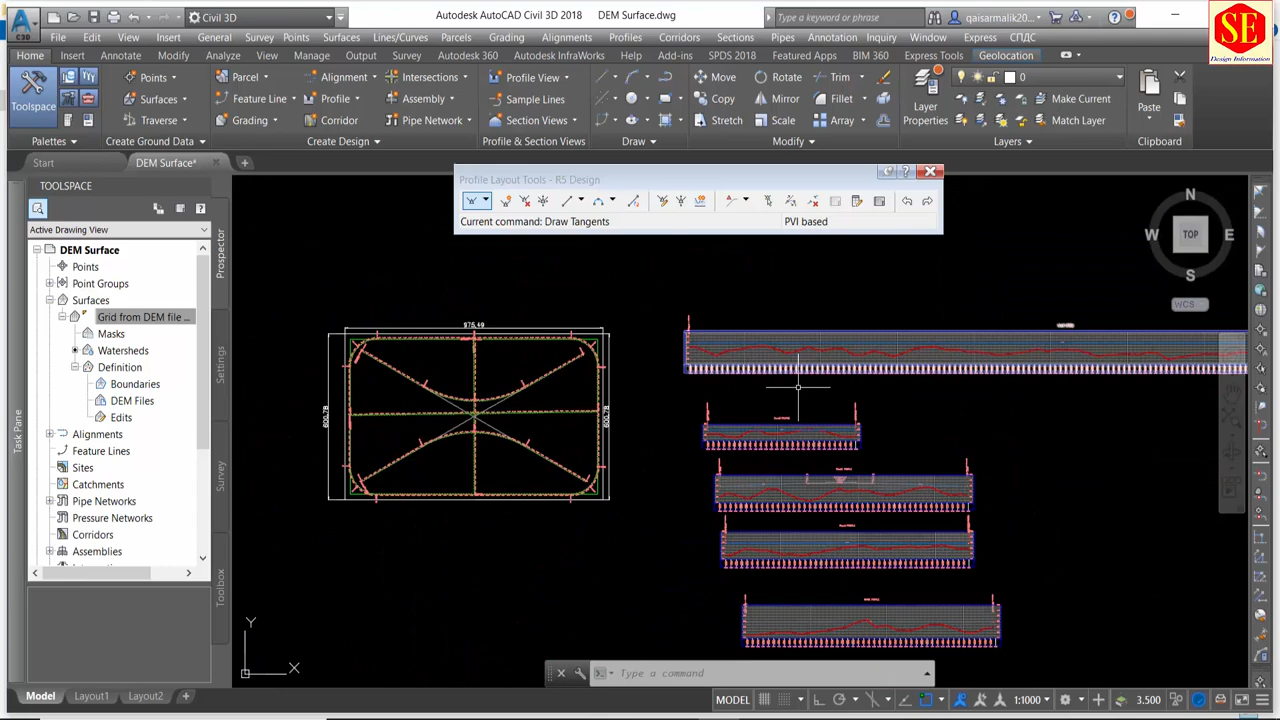 Autodesk AutoCAD Civil 3D 2018 DEM Surface.dwg
Civil 3D
Type a keyword or phrase
qaisarmalik20...
SE
Design Information
C3D
File Edit View Insert General Survey Points Surfaces Lines/Curves Parcels Grading Alignments Profiles Corridors Sections Pipes Annotation Inquiry Window Express СПДС
Home Insert Annotate Modify Analyze View Manage Output Survey Autodesk 360 Autodesk InfraWorks Help Add-ins SPDS 2018 Featured Apps BIM 360 Express Tools Geolocation
Points Parcel Alignment Intersections Profile View Move Rotate Trim 0
Toolspace Surfaces Feature Line Profile Assembly Sample Lines Copy Mirror Fillet Layer Properties Make Current Paste
Traverse Grading Corridor Pipe Network Section Views Stretch Scale Array Match Layer
Palettes Create Ground Data Create Design Profile & Section Views Draw Modify Layers Clipboard
Start DEM Surface*
TOOLSPACE
Active Drawing View
DEM Surface
Points
Point Groups
Surfaces
Grid from DEM file ...
Masks
Watersheds
Definition
Boundaries
DEM Files
Edits
Alignments
Feature Lines
Sites
Catchments
Pipe Networks
Pressure Networks
Corridors
Assemblies
Task Pane
Prospector
Settings
Survey
Toolbox
Profile Layout Tools - R5 Design
Current command: Draw Tangents PVI based
N
W TOP E
S
WCS
975.49
600.78
600.78
Y
X
Type a command
Model Layout1 Layout2
MODEL 1:1000 3.500